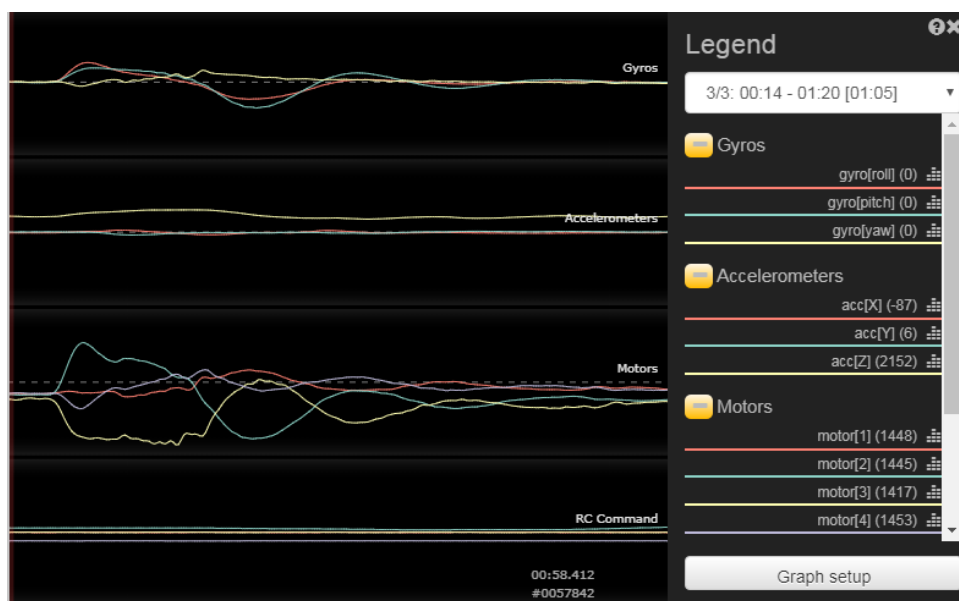 Gyros
Accelerometers
Motors
RC Command
00:58.412
#0057842
Legend
3/3: 00:14 - 01:20 [01:05]
Gyros
gyro[roll] (0)
gyro[pitch] (0)
gyro[yaw] (0)
Accelerometers
acc[X] (-87)
acc[Y] (6)
acc[Z] (2152)
Motors
motor[1] (1448)
motor[2] (1445)
motor[3] (1417)
motor[4] (1453)
Graph setup